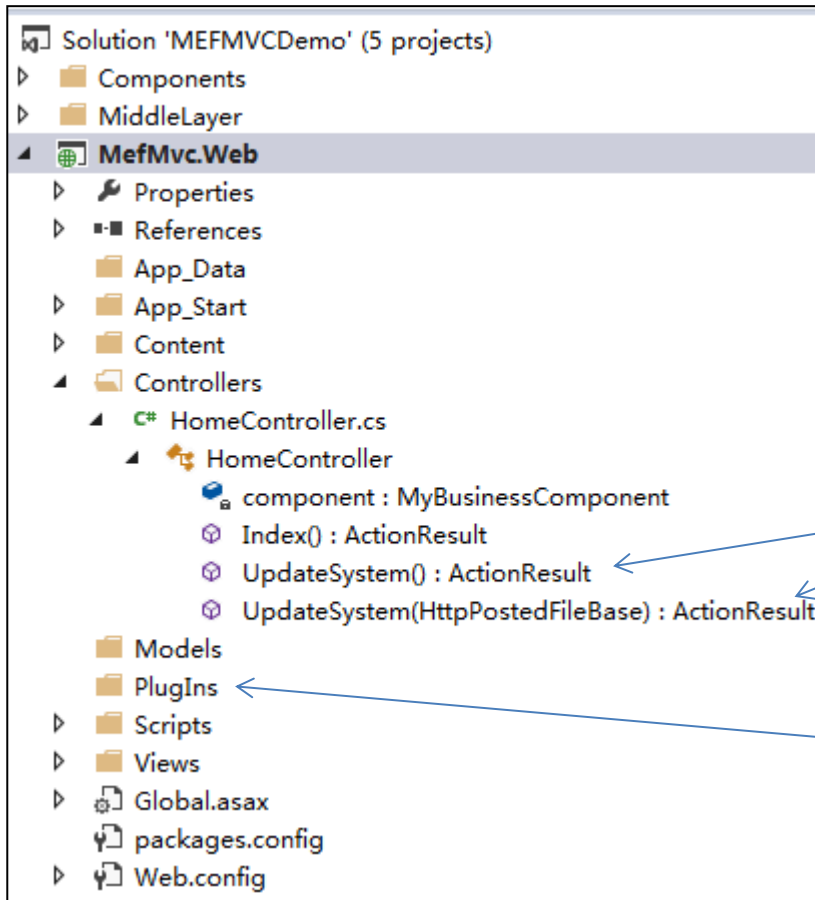 Solution 'MEFMVCDemo' (5 projects)
Components
MiddleLayer
MefMvc.Web
Properties
References
App_Data
App_Start
Content
Controllers
C# HomeController.cs
HomeController
component : MyBusinessComponent
Index() : ActionResult
UpdateSystem() : ActionResult
UpdateSystem(HttpPostedFileBase) : ActionResult
Models
PlugIns
Scripts
Views
Global.asax
packages.config
Web.config